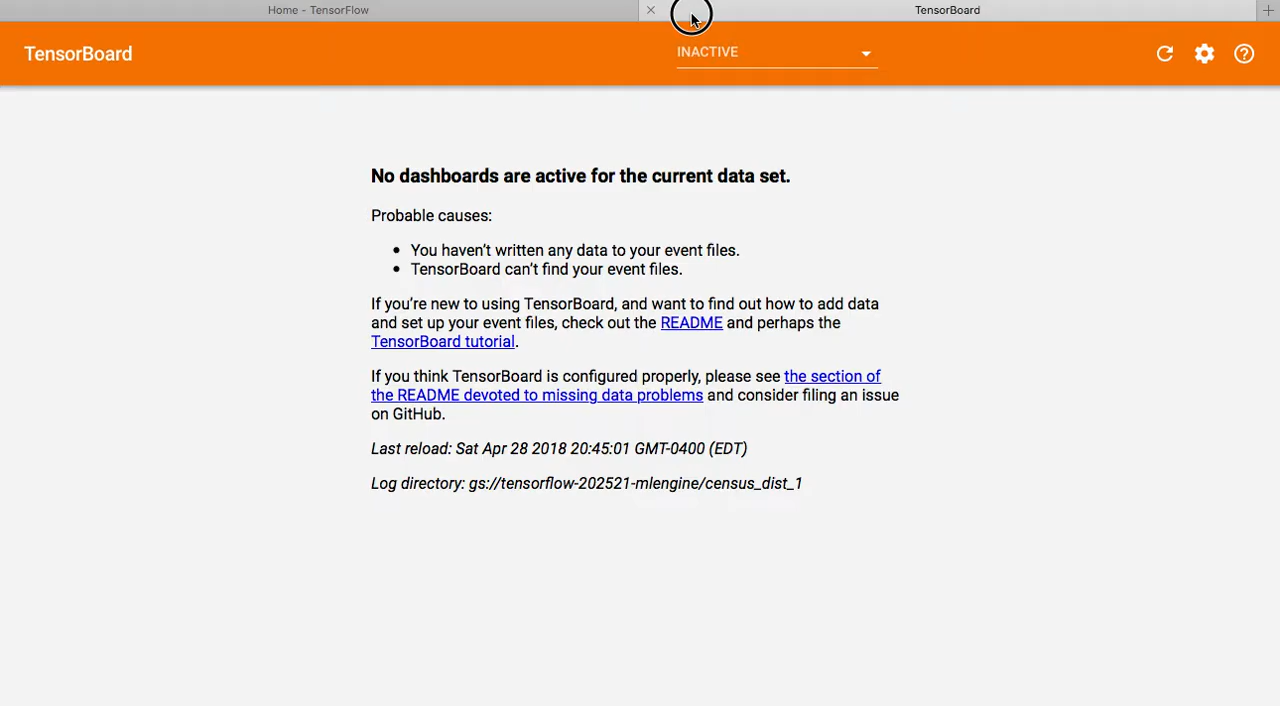 Home - TensorFlow
TensorBoard
TensorBoard
INACTIVE
No dashboards are active for the current data set.
Probable causes:
• You haven’t written any data to your event files.
• TensorBoard can’t find your event files.
If you’re new to using TensorBoard, and want to find out how to add data
and set up your event files, check out the README and perhaps the
TensorBoard tutorial.
If you think TensorBoard is configured properly, please see the section of
the README devoted to missing data problems and consider filing an issue
on GitHub.
Last reload: Sat Apr 28 2018 20:45:01 GMT-0400 (EDT)
Log directory: gs://tensorflow-202521-mlengine/census_dist_1